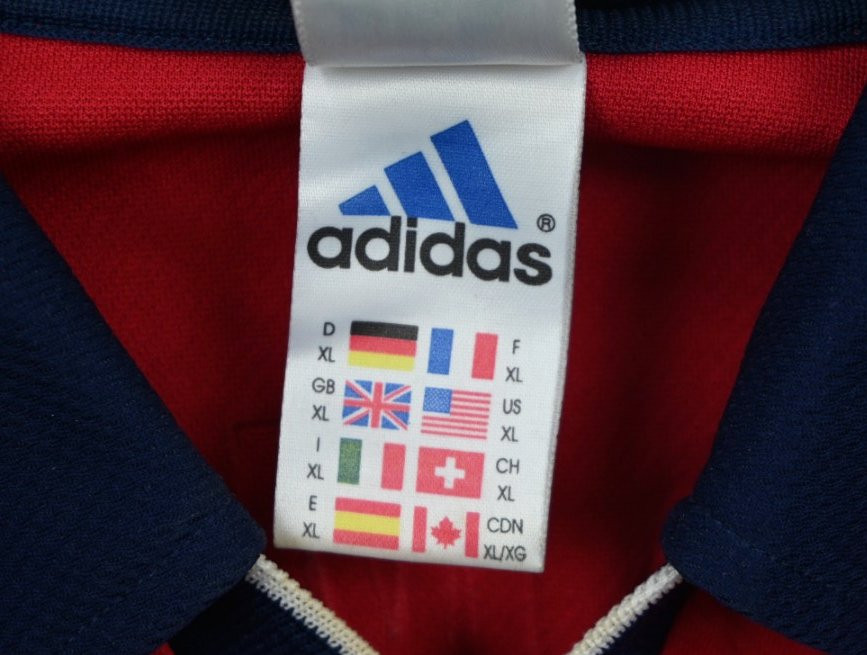 adidas®
D XL F XL
GB XL US XL
I XL CH XL
E XL CDN XL/XG